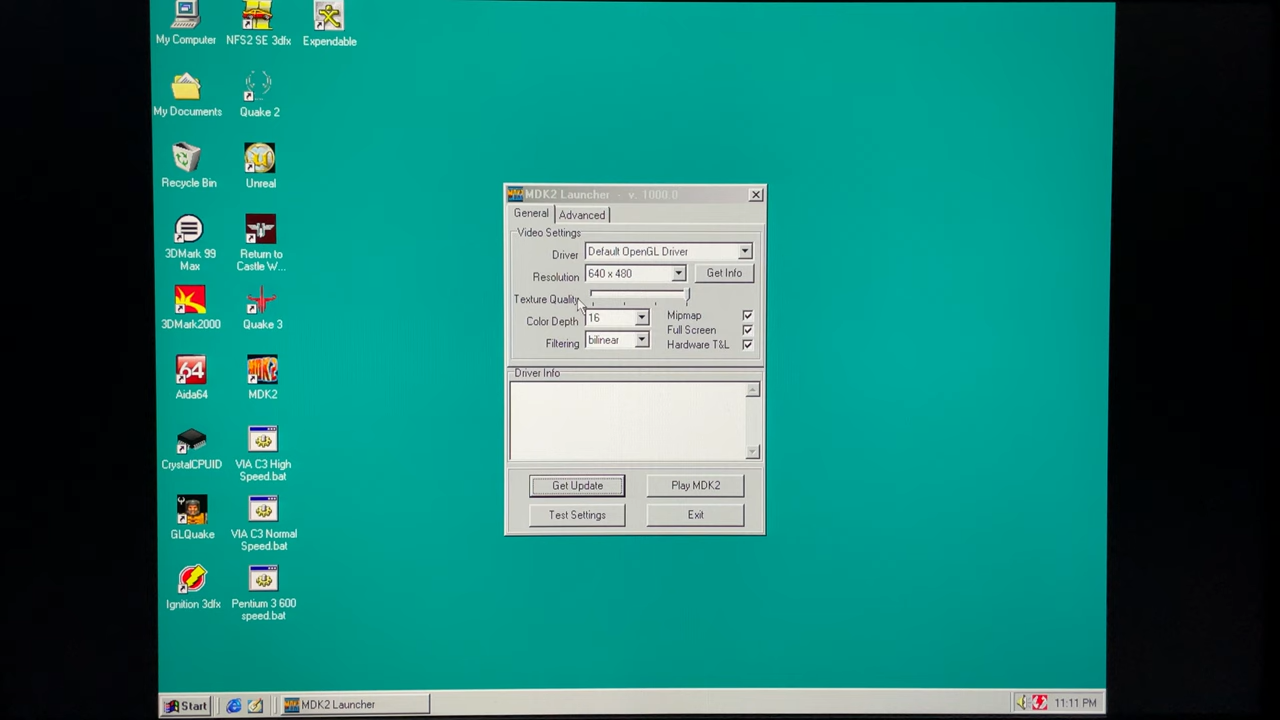 My Computer
NFS2 SE 3dfx
Expendable
My Documents
Quake 2
Recycle Bin
Unreal
3DMark 99
Max
Return to
Castle W...
3DMark2000
Quake 3
64
Aida64
MDK2
MDK2
CrystalCPUID
VIA C3 High
Speed.bat
GLQuake
VIA C3 Normal
Speed.bat
Ignition 3dfx
Pentium 3 600
speed.bat
MDK2 Launcher - v. 1000.0
General
Advanced
Video Settings
Driver
Default OpenGL Driver
Resolution
640 x 480
Get Info
Texture Quality
Color Depth
16
Mipmap
Full Screen
Filtering
bilinear
Hardware T&L
Driver Info
Get Update
Play MDK2
Test Settings
Exit
Start
MDK2 Launcher
11:11 PM